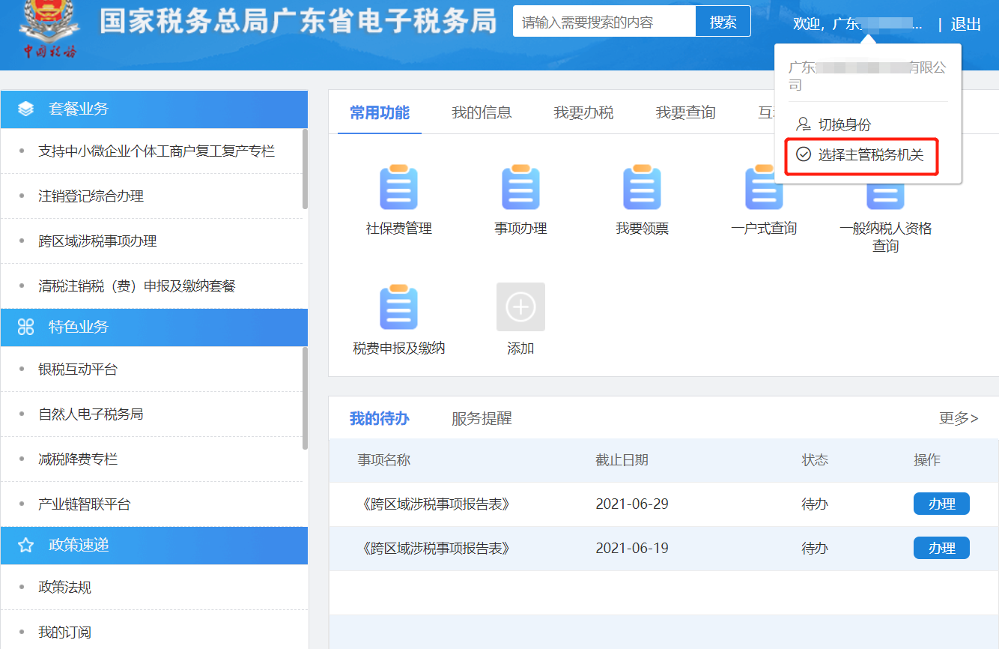 国家税务总局广东省电子税务局
中国税务
请输入需要搜索的内容
搜索
欢迎，广东
...
| 退出
广东
有限公
司
切换身份
选择主管税务机关
套餐业务
支持中小微企业个体工商户复工复产专栏
注销登记综合办理
跨区域涉税事项办理
清税注销税（费）申报及缴纳套餐
特色业务
银税互动平台
自然人电子税务局
减税降费专栏
产业链智联平台
政策速递
政策法规
我的订阅
常用功能
我的信息
我要办税
我要查询
互
社保费管理
事项办理
我要领票
一户式查询
一般纳税人资格
查询
税费申报及缴纳
添加
我的待办
服务提醒
更多>
事项名称
截止日期
状态
操作
《跨区域涉税事项报告表》
2021-06-29
待办
办理
《跨区域涉税事项报告表》
2021-06-19
待办
办理